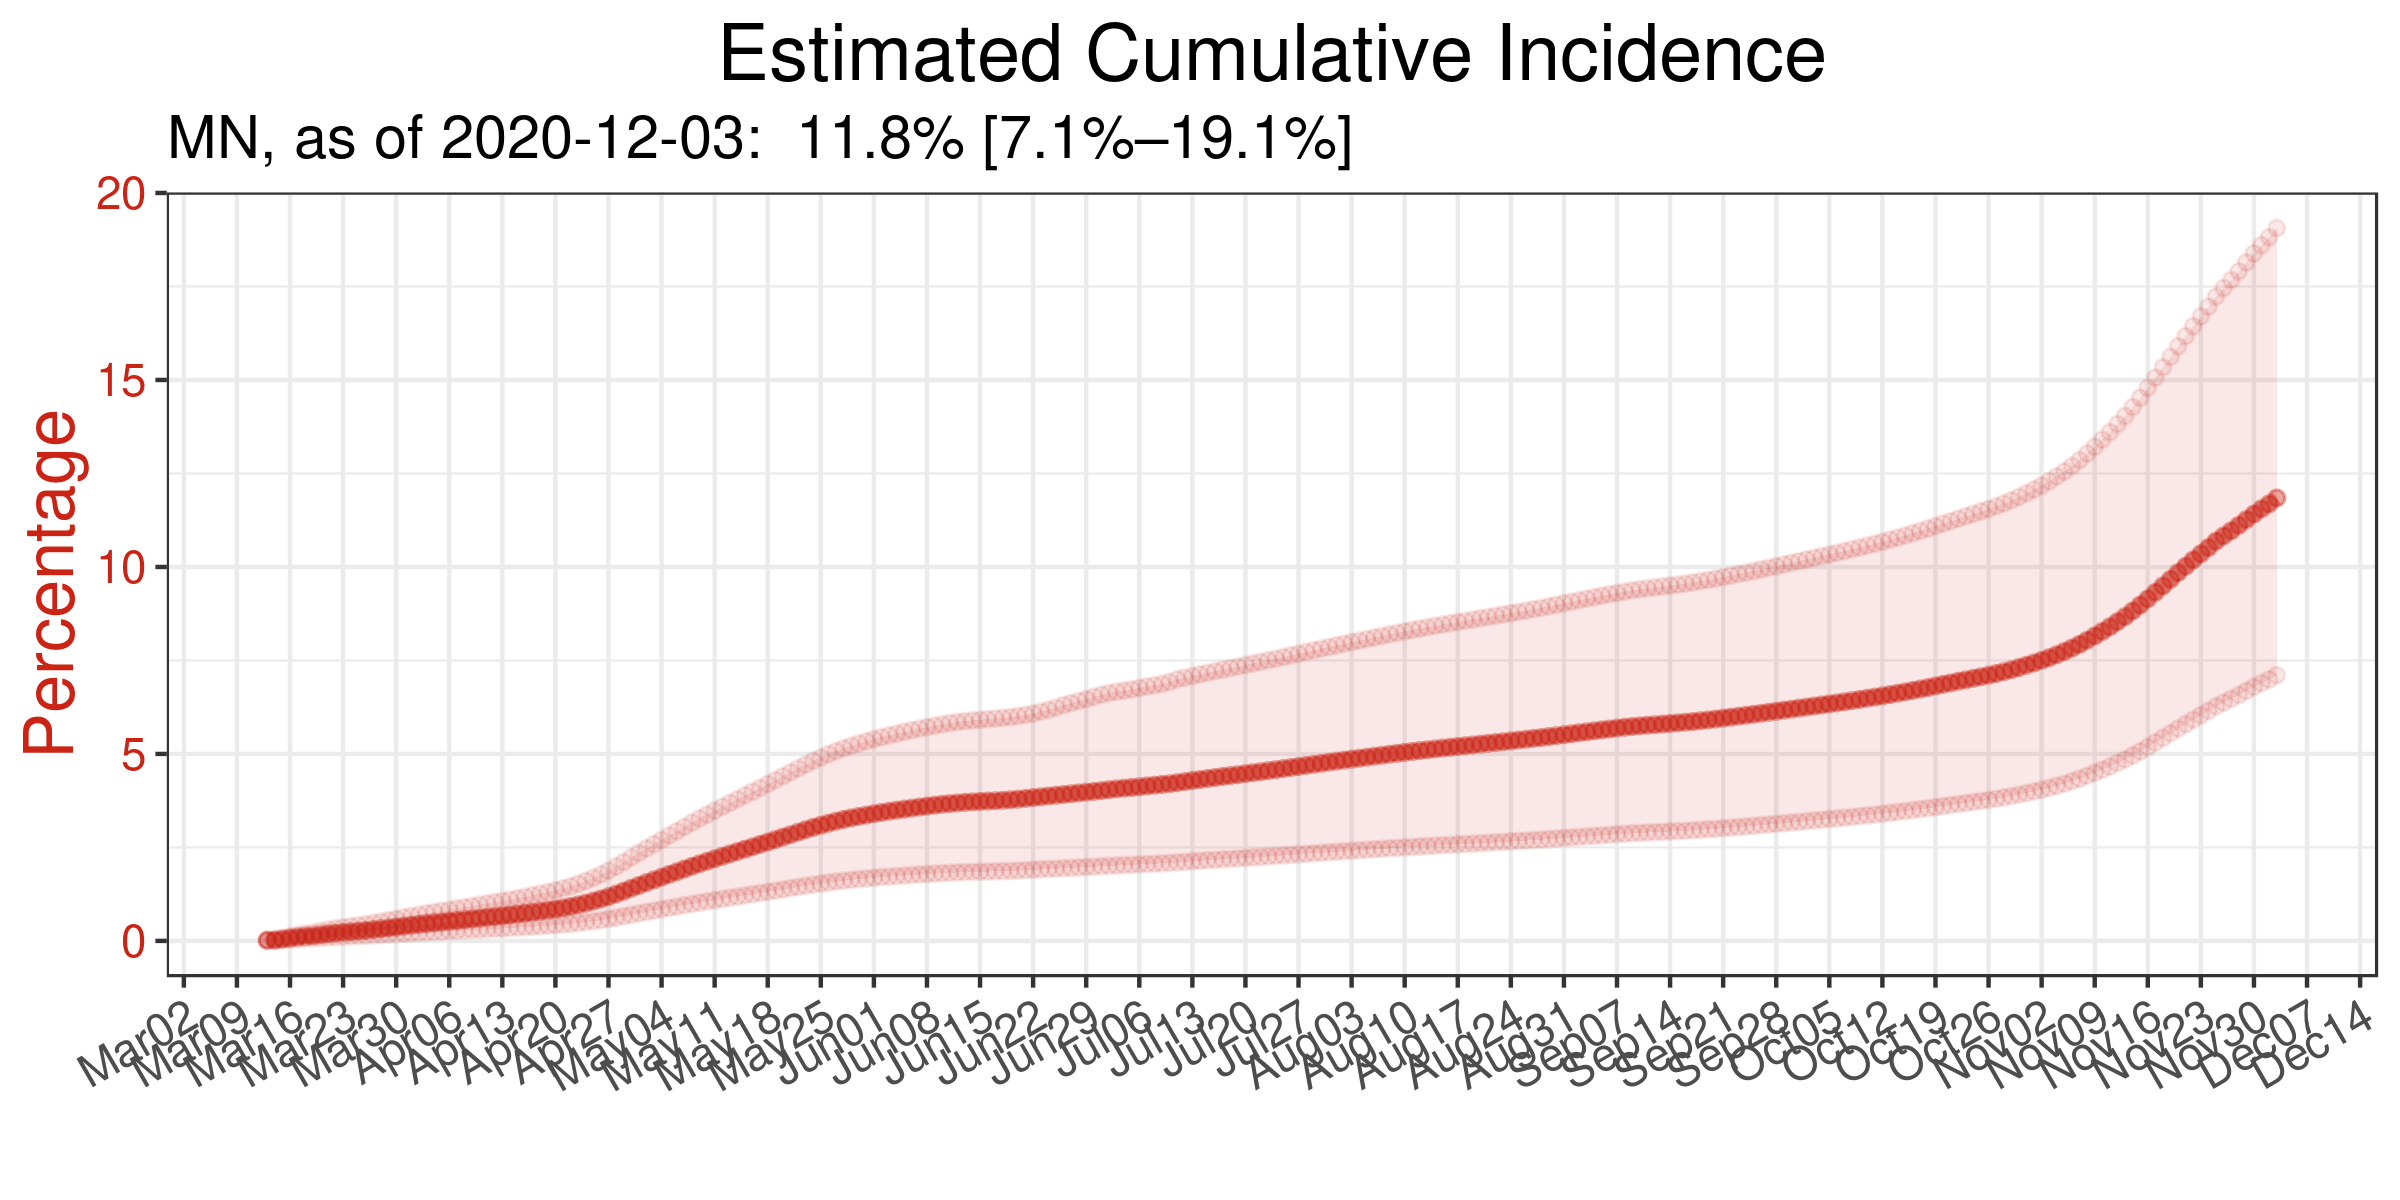 Estimated Cumulative Incidence
MN, as of 2020-12-03:  11.8% [7.1%–19.1%]
Percentage
20
15
10
5
0
Mar02
Mar09
Mar16
Mar23
Mar30
Apr06
Apr13
Apr20
Apr27
May04
May11
May18
May25
Jun01
Jun08
Jun15
Jun22
Jun29
Jul06
Jul13
Jul20
Jul27
Aug03
Aug10
Aug17
Aug24
Aug31
Sep07
Sep14
Sep21
Sep28
Oct05
Oct12
Oct19
Oct26
Nov02
Nov09
Nov16
Nov23
Nov30
Dec07
Dec14